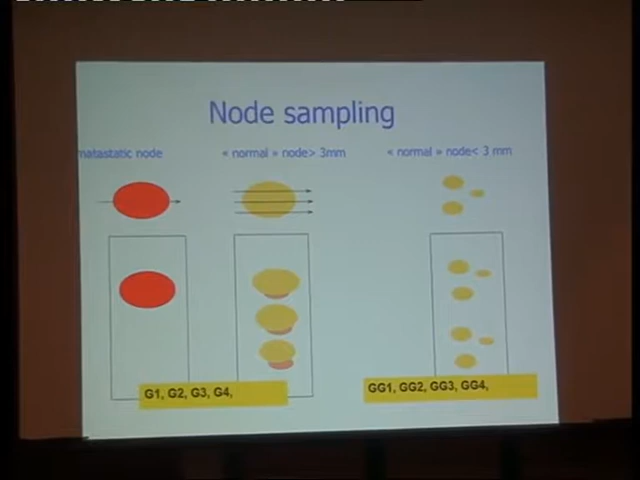 Node sampling
matastatic node
« normal » node> 3mm
« normal » node< 3 mm
G1, G2, G3, G4,
GG1, GG2, GG3, GG4,